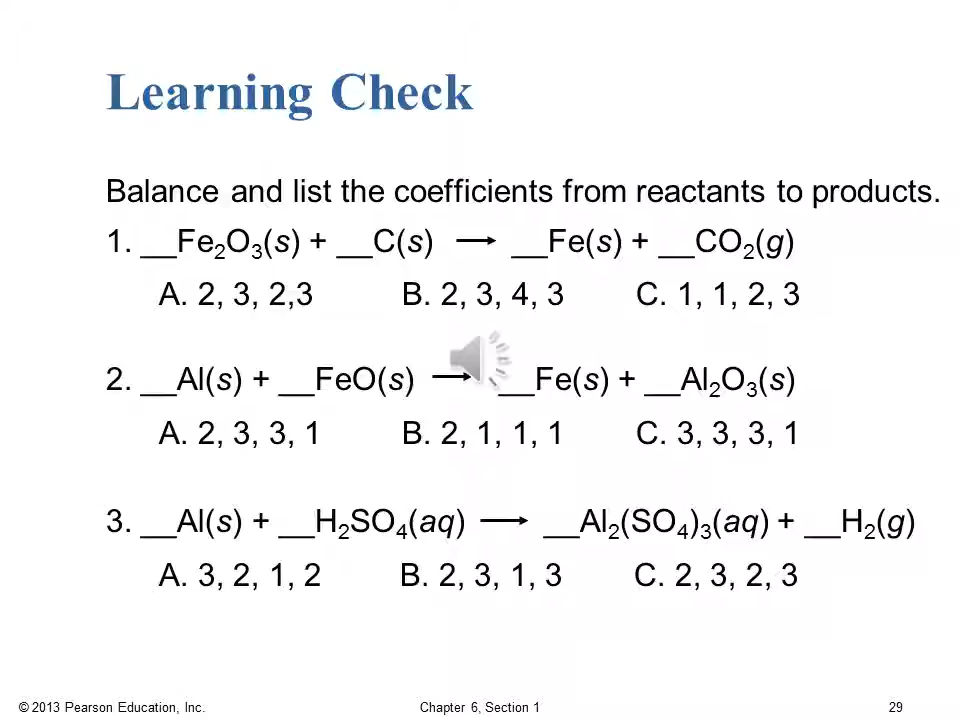 Learning Check
Balance and list the coefficients from reactants to products.
1. __Fe₂O₃(s) + __C(s) ⟶ __Fe(s) + __CO₂(g)
A. 2, 3, 2,3 B. 2, 3, 4, 3 C. 1, 1, 2, 3
2. __Al(s) + __FeO(s) ⟶ __Fe(s) + __Al₂O₃(s)
A. 2, 3, 3, 1 B. 2, 1, 1, 1 C. 3, 3, 3, 1
3. __Al(s) + __H₂SO₄(aq) ⟶ __Al₂(SO₄)₃(aq) + __H₂(g)
A. 3, 2, 1, 2 B. 2, 3, 1, 3 C. 2, 3, 2, 3
© 2013 Pearson Education, Inc. Chapter 6, Section 1 29